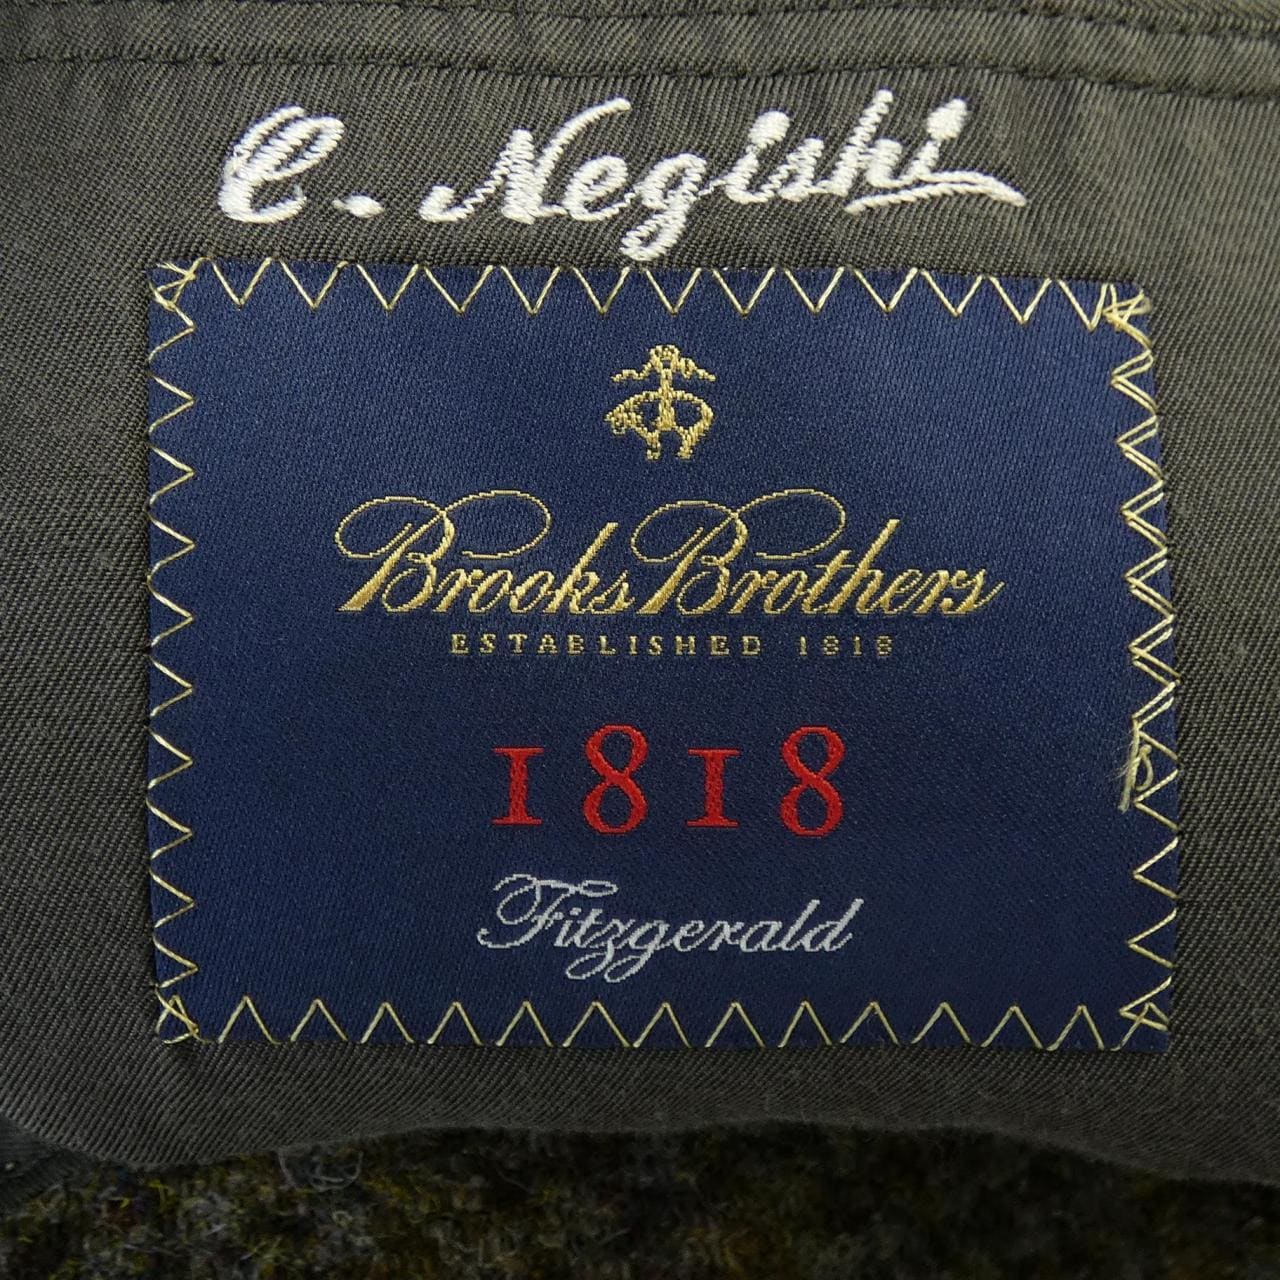 C. Negishi
Brooks Brothers
ESTABLISHED 1818
1818
Fitzgerald